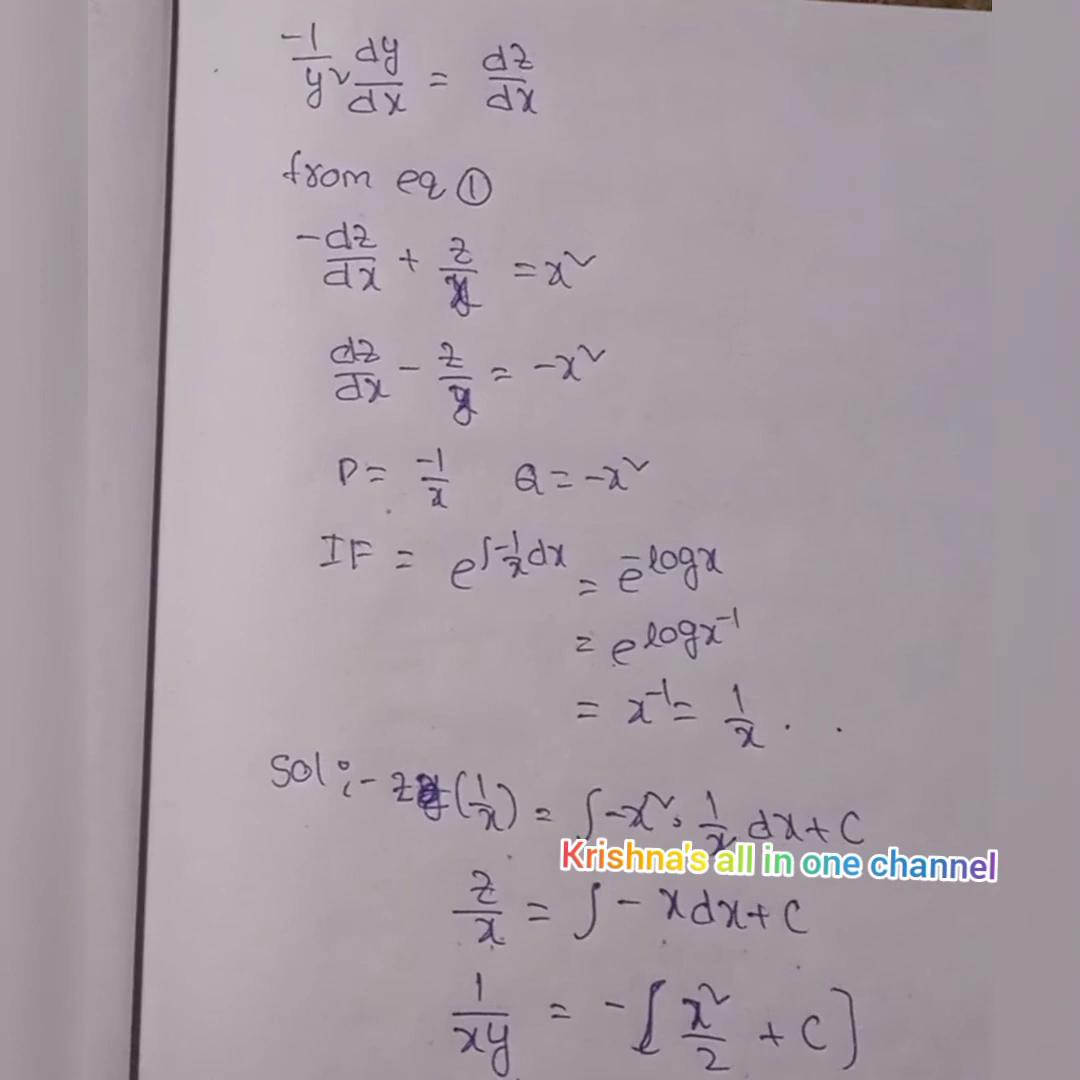 -1/y² dy/dx = dz/dx
from eq ①
-dz/dx + z/y = x²
dz/dx - z/y = -x²
P = -1/x Q = -x²
IF = e^∫-1/x dx = e^-logx
= e^logx^-1
= x^-1 = 1/x . .
Sol :- z (1/x) = ∫-x² . 1/x dx + C
Krishna's all in one channel
z/x = ∫ - x dx + C
1/xy = -[x²/2 + C]